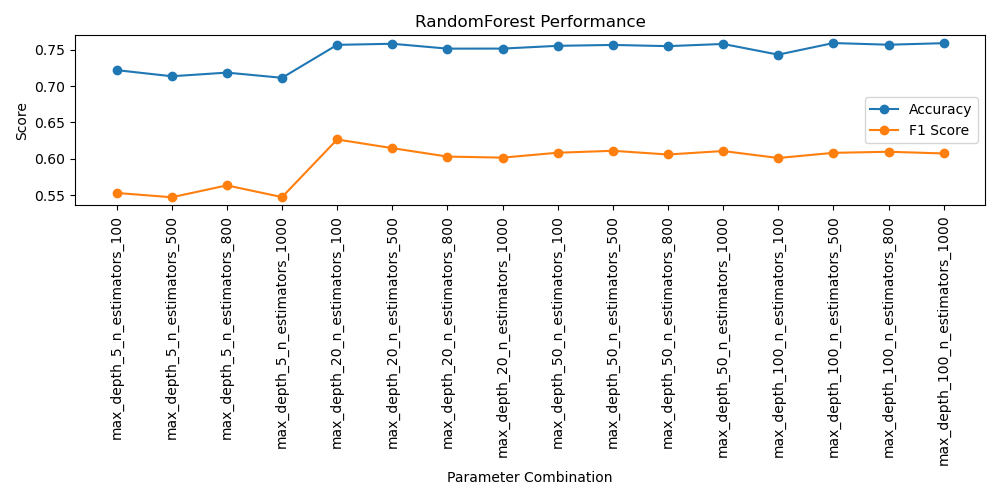 RandomForest Performance
Score
0.75
0.70
0.65
0.60
0.55
Accuracy
F1 Score
max_depth_5_n_estimators_100
max_depth_5_n_estimators_500
max_depth_5_n_estimators_800
max_depth_5_n_estimators_1000
max_depth_20_n_estimators_100
max_depth_20_n_estimators_500
max_depth_20_n_estimators_800
max_depth_20_n_estimators_1000
max_depth_50_n_estimators_100
max_depth_50_n_estimators_500
max_depth_50_n_estimators_800
max_depth_50_n_estimators_1000
max_depth_100_n_estimators_100
max_depth_100_n_estimators_500
max_depth_100_n_estimators_800
max_depth_100_n_estimators_1000
Parameter Combination